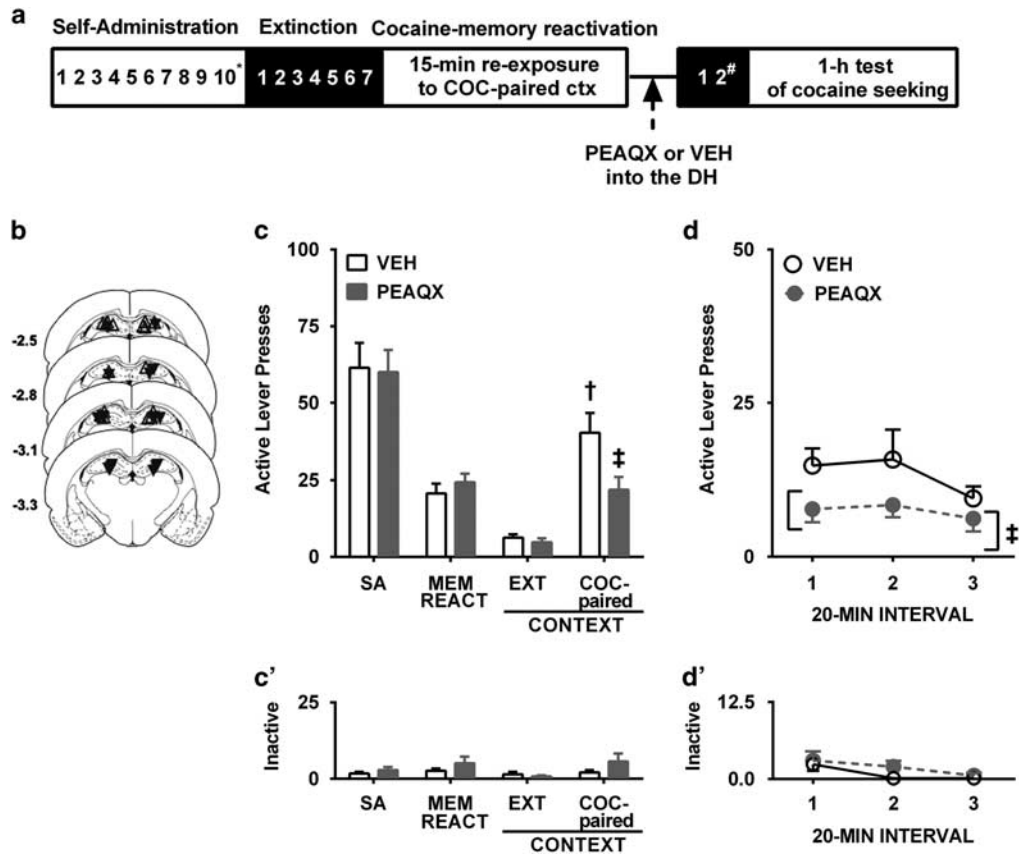 a
Self-Administration Extinction Cocaine-memory reactivation
1 2 3 4 5 6 7 8 9 10*
1 2 3 4 5 6 7
15-min re-exposure
to COC-paired ctx
1 2#
1-h test
of cocaine seeking
PEAQX or VEH
into the DH
b
-2.5
-2.8
-3.1
-3.3
c
VEH
PEAQX
Active Lever Presses
100
75
50
25
0
†
‡
SA
MEM
REACT
EXT
COC-
paired
CONTEXT
d
VEH
PEAQX
Active Lever Presses
50
25
0
‡
1 2 3
20-MIN INTERVAL
c'
Inactive
25
0
SA
MEM
REACT
EXT
COC-
paired
CONTEXT
d'
Inactive
12.5
0.0
1 2 3
20-MIN INTERVAL